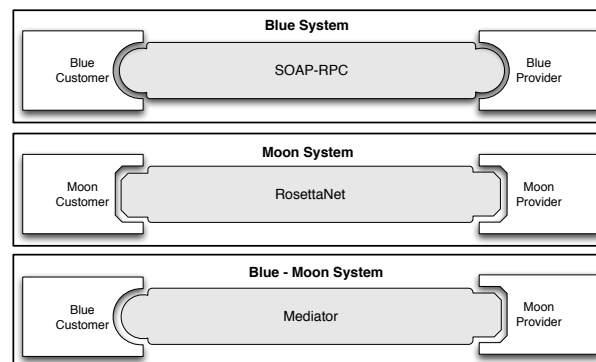 Blue System
Blue
Customer
SOAP-RPC
Blue
Provider
Moon System
Moon
Customer
RosettaNet
Moon
Provider
Blue - Moon System
Blue
Customer
Mediator
Moon
Provider